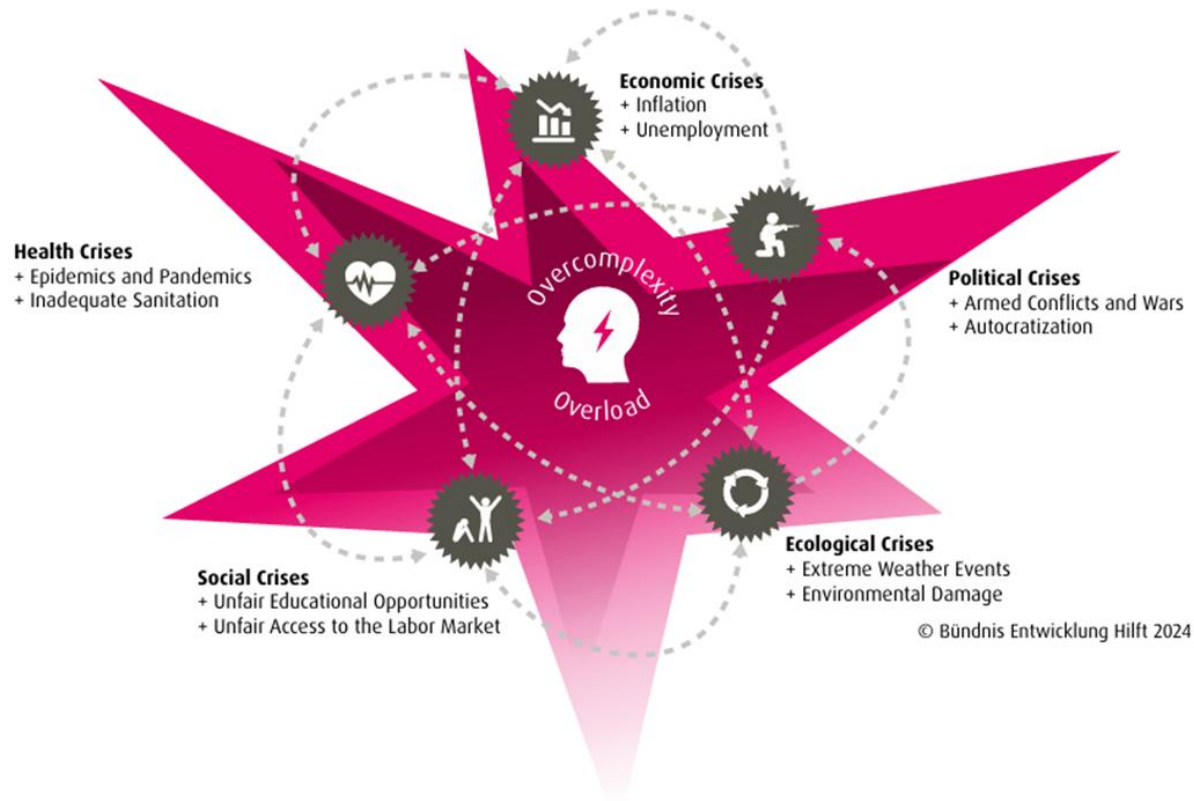 Economic Crises
+ Inflation
+ Unemployment
Health Crises
+ Epidemics and Pandemics
+ Inadequate Sanitation
Overcomplexity
Overload
Political Crises
+ Armed Conflicts and Wars
+ Autocratization
Social Crises
+ Unfair Educational Opportunities
+ Unfair Access to the Labor Market
Ecological Crises
+ Extreme Weather Events
+ Environmental Damage
© Bündnis Entwicklung Hilft 2024